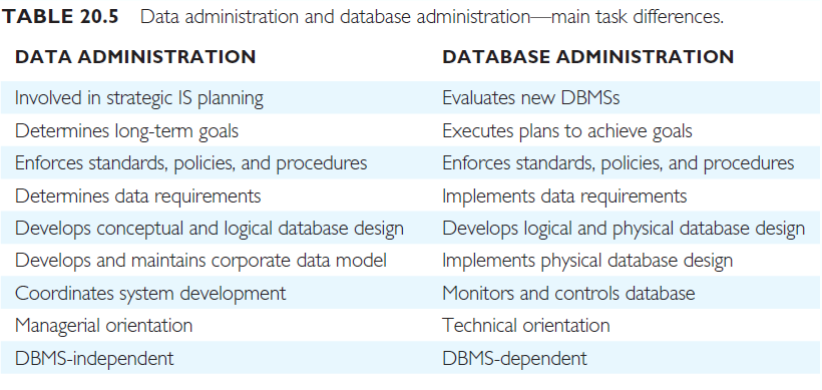 TABLE 20.5 Data administration and database administration—main task differences.
DATA ADMINISTRATION DATABASE ADMINISTRATION
Involved in strategic IS planning Evaluates new DBMSs
Determines long-term goals Executes plans to achieve goals
Enforces standards, policies, and procedures Enforces standards, policies, and procedures
Determines data requirements Implements data requirements
Develops conceptual and logical database design Develops logical and physical database design
Develops and maintains corporate data model Implements physical database design
Coordinates system development Monitors and controls database
Managerial orientation Technical orientation
DBMS-independent DBMS-dependent